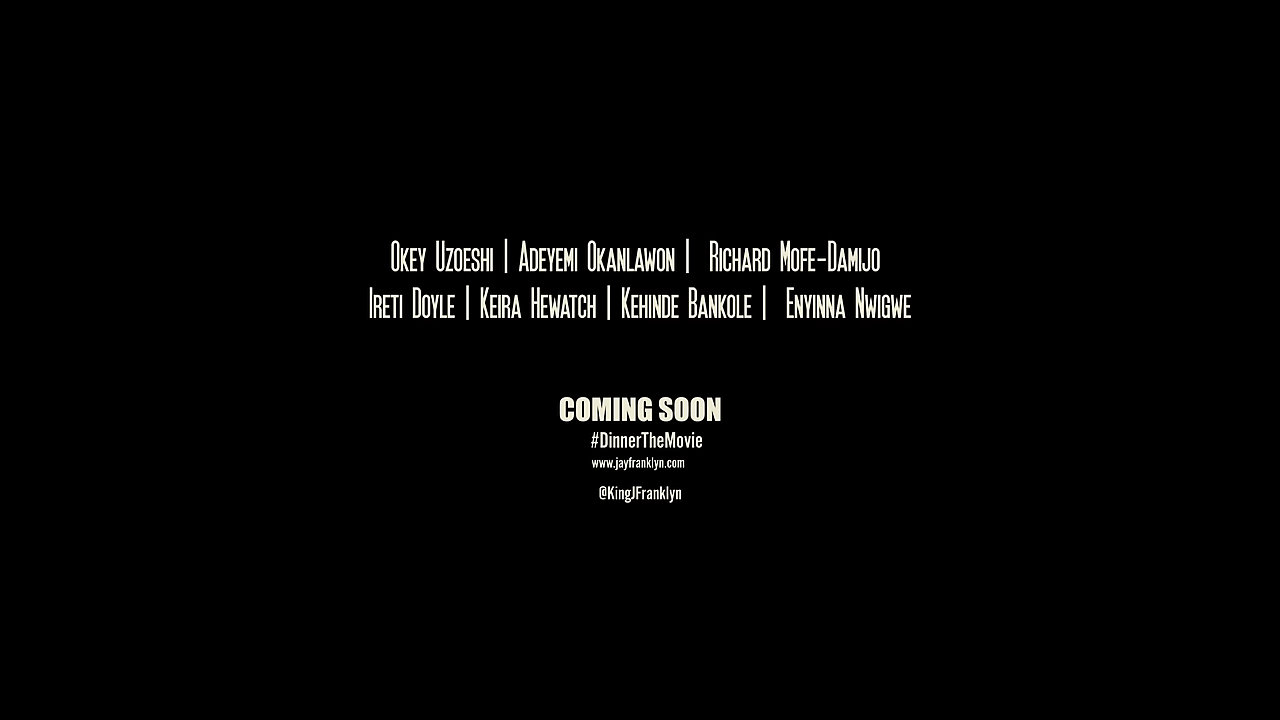 Okey Uzoeshi | Adeyemi Okanlawon | Richard Mofe-Damijo
Ireti Doyle | Keira Hewatch | Kehinde Bankole | Enyinna Nwigwe
COMING SOON
#DinnerTheMovie
www.jayfranklyn.com
@KingJFranklyn